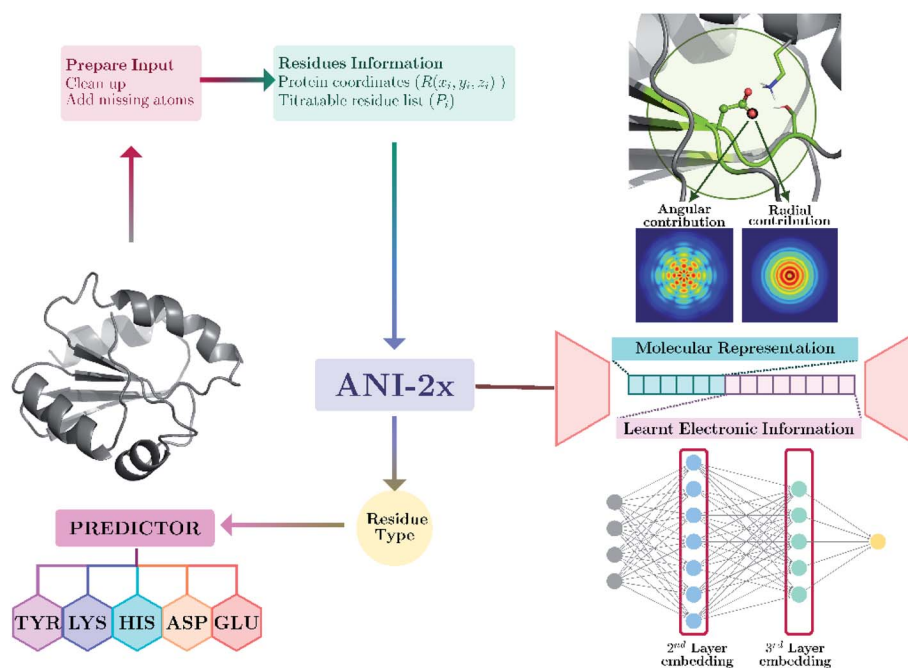 Prepare Input
Clean up
Add missing atoms
Residues Information
Protein coordinates (R(xᵢ, yᵢ, zᵢ) )
Titratable residue list (Pᵢ)
Angular
contribution
Radial
contribution
ANI-2x
Molecular Representation
Learnt Electronic Information
Residue
Type
PREDICTOR
TYR
LYS
HIS
ASP
GLU
2ⁿᵈ Layer
embedding
3ʳᵈ Layer
embedding